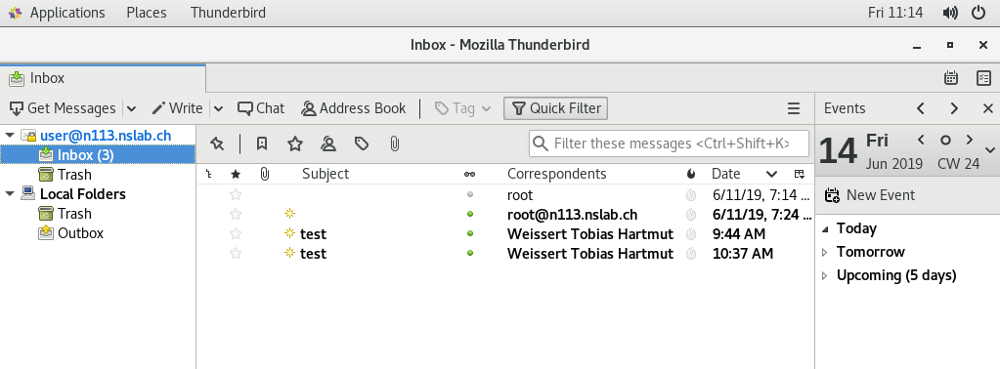 Applications Places Thunderbird Fri 11:14
Inbox - Mozilla Thunderbird
Inbox
Get Messages Write Chat Address Book Tag Quick Filter Events
user@n113.nslab.ch
Inbox (3)
Trash
Local Folders
Trash
Outbox
Filter these messages <Ctrl+Shift+K>
14 Fri
Jun 2019 CW 24
New Event
Today
Tomorrow
Upcoming (5 days)
Subject Correspondents Date
root 6/11/19, 7:14 ...
root@n113.nslab.ch 6/11/19, 7:24 ...
test Weissert Tobias Hartmut 9:44 AM
test Weissert Tobias Hartmut 10:37 AM